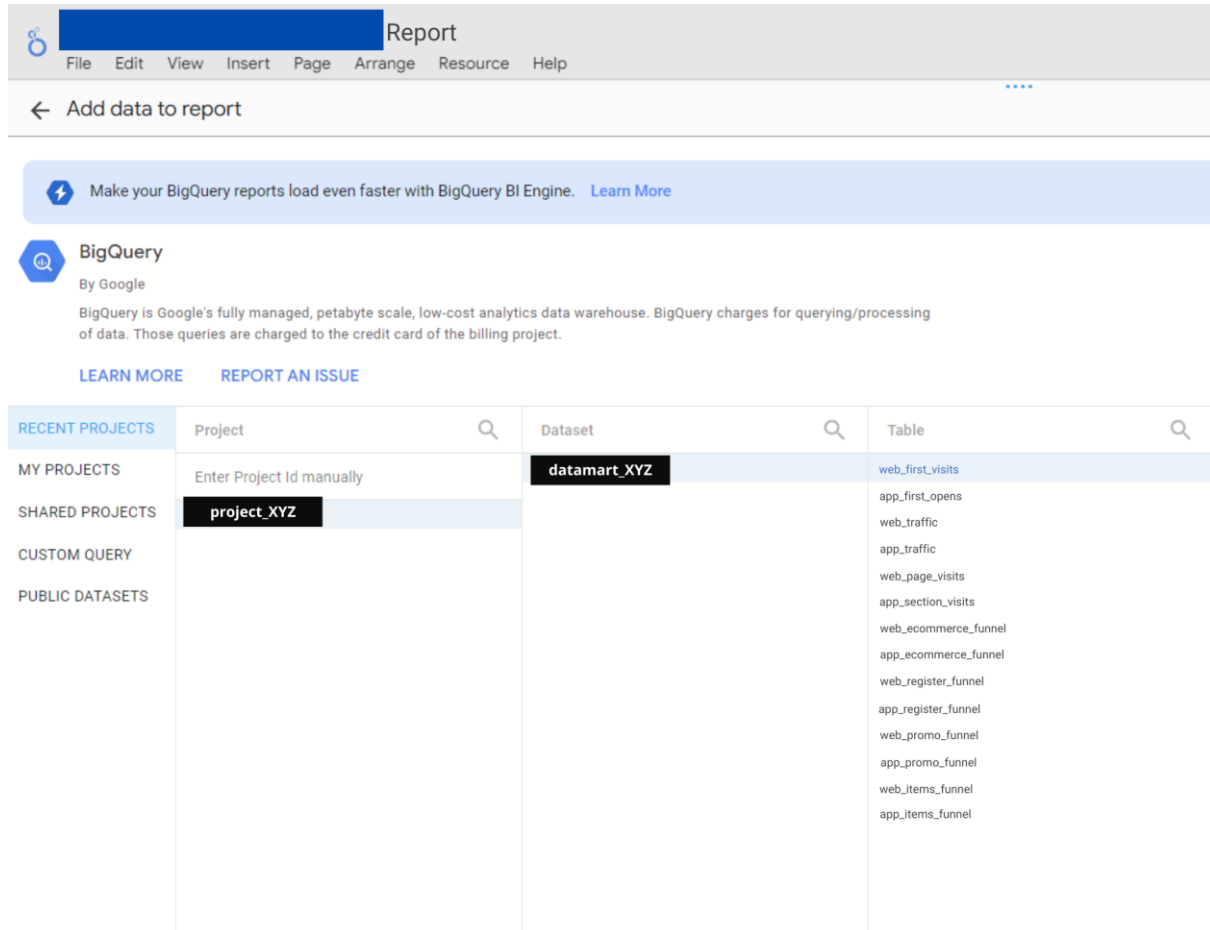 Report
File Edit View Insert Page Arrange Resource Help
Add data to report
Make your BigQuery reports load even faster with BigQuery BI Engine. Learn More
BigQuery
By Google
BigQuery is Google's fully managed, petabyte scale, low-cost analytics data warehouse. BigQuery charges for querying/processing
of data. Those queries are charged to the credit card of the billing project.
LEARN MORE REPORT AN ISSUE
RECENT PROJECTS
MY PROJECTS
SHARED PROJECTS
CUSTOM QUERY
PUBLIC DATASETS
Project
Enter Project Id manually
project_XYZ
Dataset
datamart_XYZ
Table
web_first_visits
app_first_opens
web_traffic
app_traffic
web_page_visits
app_section_visits
web_ecommerce_funnel
app_ecommerce_funnel
web_register_funnel
app_register_funnel
web_promo_funnel
app_promo_funnel
web_items_funnel
app_items_funnel